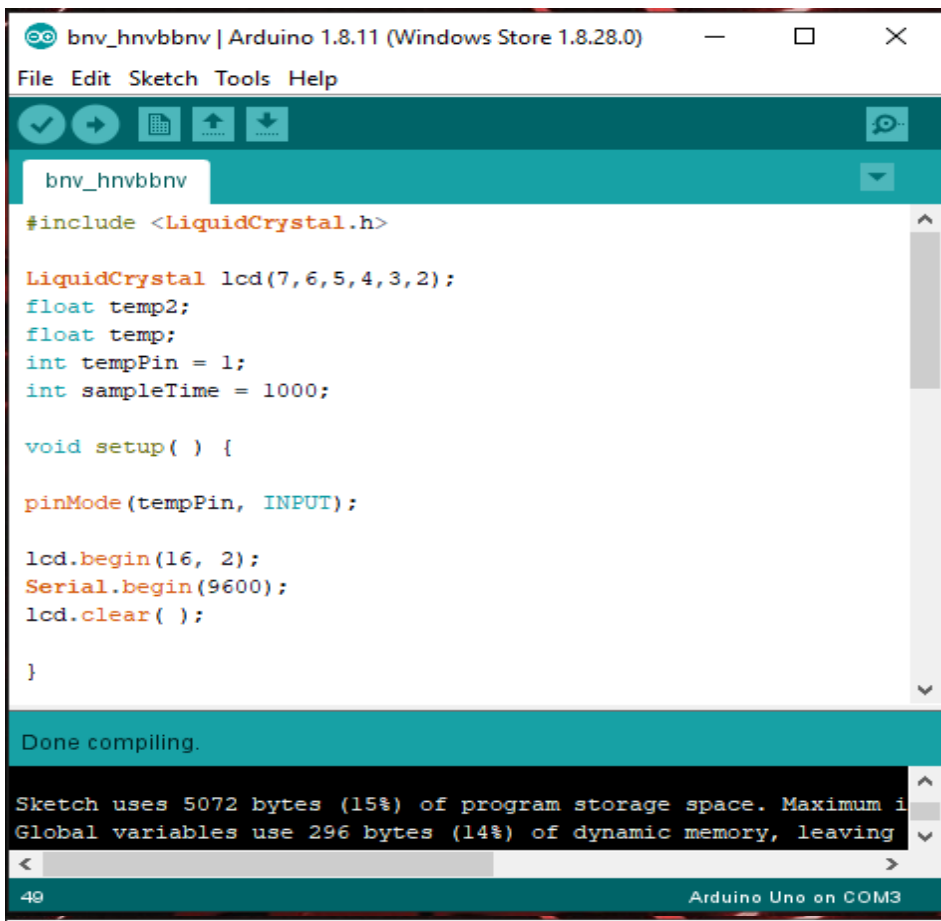 bnv_hnvbbnv | Arduino 1.8.11 (Windows Store 1.8.28.0)
File Edit Sketch Tools Help
bnv_hnvbbnv
#include <LiquidCrystal.h>
LiquidCrystal lcd(7,6,5,4,3,2);
float temp2;
float temp;
int tempPin = 1;
int sampleTime = 1000;
void setup( ) {
pinMode(tempPin, INPUT);
lcd.begin(16, 2);
Serial.begin(9600);
lcd.clear( );
}
Done compiling.
Sketch uses 5072 bytes (15%) of program storage space. Maximum i
Global variables use 296 bytes (14%) of dynamic memory, leaving
49 Arduino Uno on COM3